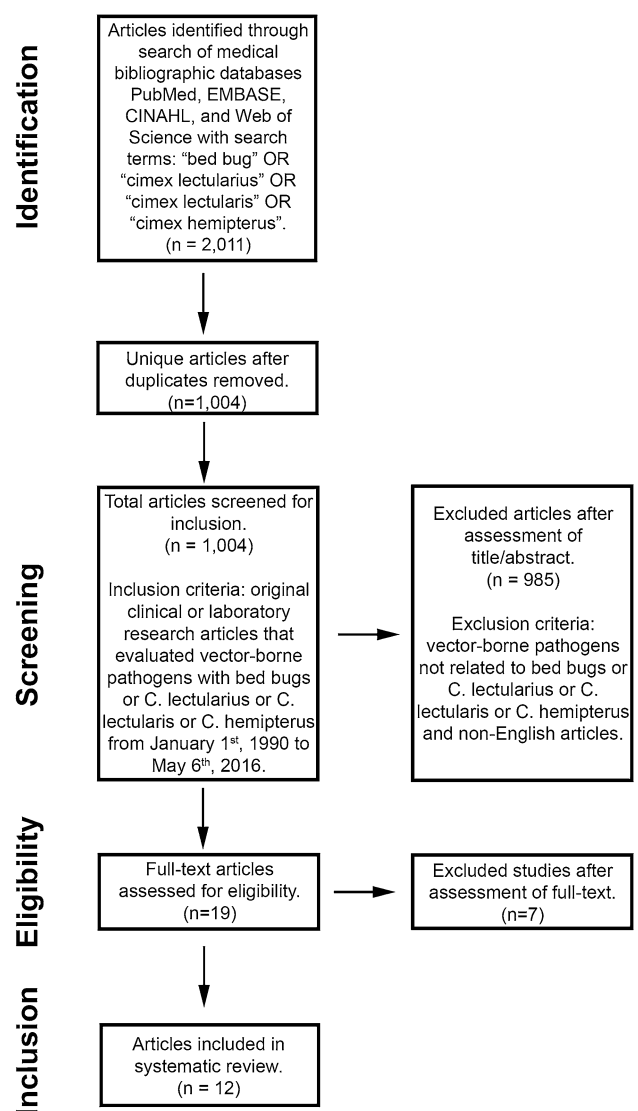 Identification
Articles identified through
search of medical
bibliographic databases
PubMed, EMBASE,
CINAHL, and Web of
Science with search
terms: “bed bug” OR
“cimex lectularius” OR
“cimex lectularis” OR
“cimex hemipterus”.
(n = 2,011)
Unique articles after
duplicates removed.
(n=1,004)
Screening
Total articles screened for
inclusion.
(n = 1,004)
Inclusion criteria: original
clinical or laboratory
research articles that
evaluated vector-borne
pathogens with bed bugs
or C. lectularius or C.
lectularis or C. hemipterus
from January 1st, 1990 to
May 6th, 2016.
Excluded articles after
assessment of
title/abstract.
(n = 985)
Exclusion criteria:
vector-borne pathogens
not related to bed bugs or
C. lectularius or C.
lectularis or C. hemipterus
and non-English articles.
Eligibility
Full-text articles
assessed for eligibility.
(n=19)
Excluded studies after
assessment of full-text.
(n=7)
Inclusion
Articles included in
systematic review.
(n = 12)